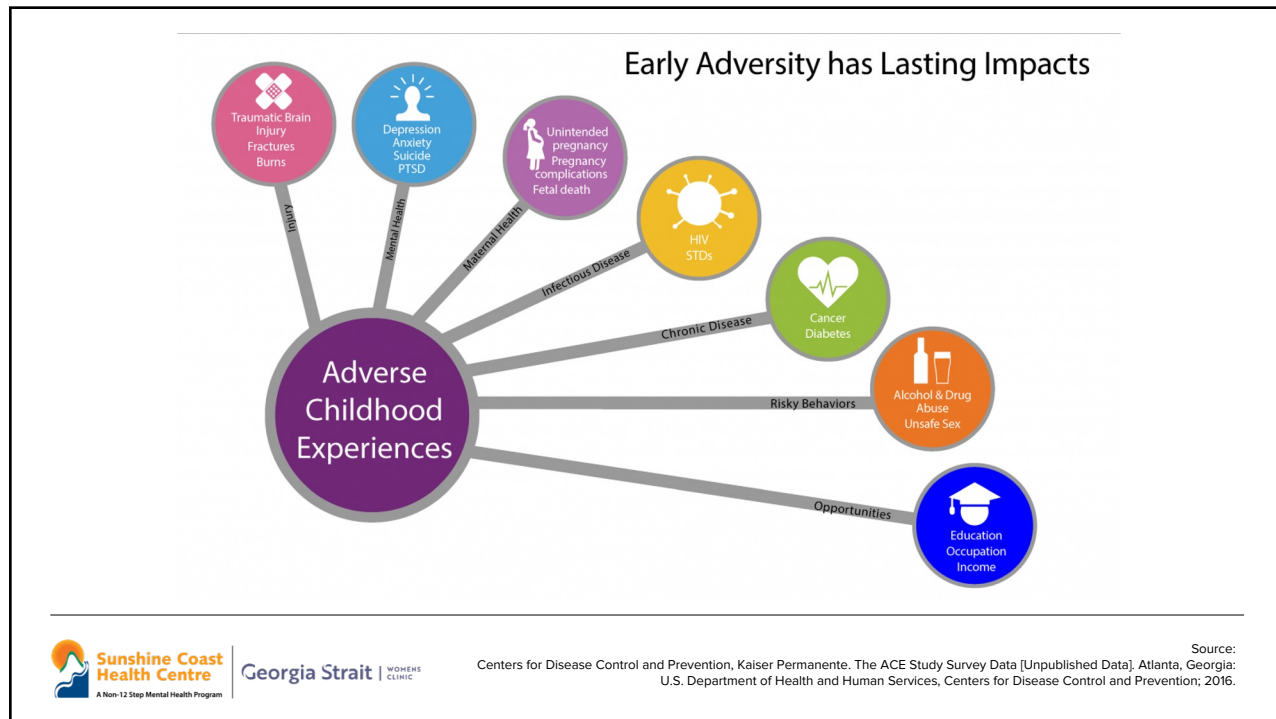 Early Adversity has Lasting Impacts
Traumatic Brain
Injury
Fractures
Burns
Depression
Anxiety
Suicide
PTSD
Unintended
pregnancy
Pregnancy
complications
Fetal death
HIV
STDs
Cancer
Diabetes
Alcohol & Drug
Abuse
Unsafe Sex
Education
Occupation
Income
Injury
Mental Health
Maternal Health
Infectious Disease
Chronic Disease
Risky Behaviors
Opportunities
Adverse
Childhood
Experiences
Sunshine Coast
Health Centre
A Non-12 Step Mental Health Program
Georgia Strait | WOMENS
CLINIC
Source:
Centers for Disease Control and Prevention, Kaiser Permanente. The ACE Study Survey Data [Unpublished Data]. Atlanta, Georgia:
U.S. Department of Health and Human Services, Centers for Disease Control and Prevention; 2016.